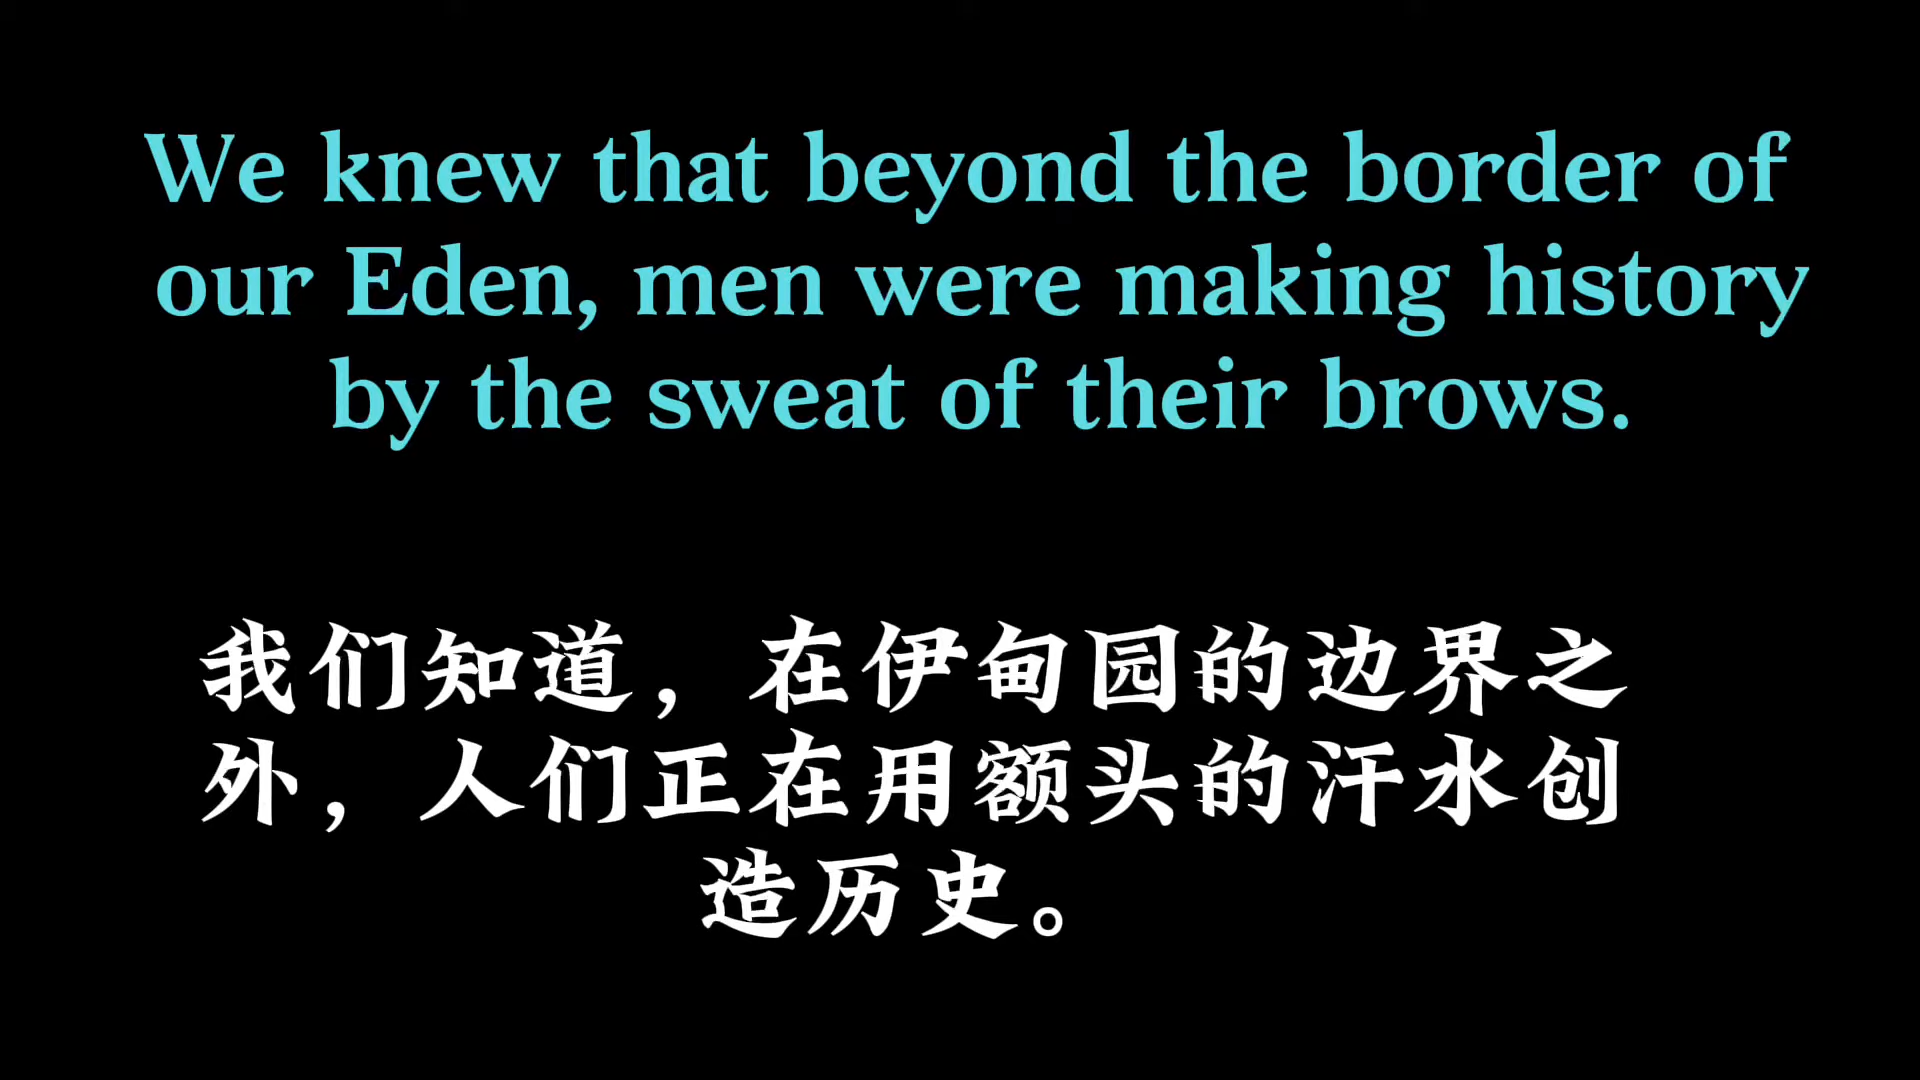 We knew that beyond the border of
our Eden, men were making history
by the sweat of their brows.
我们知道，在伊甸园的边界之
外，人们正在用额头的汗水创
造历史。